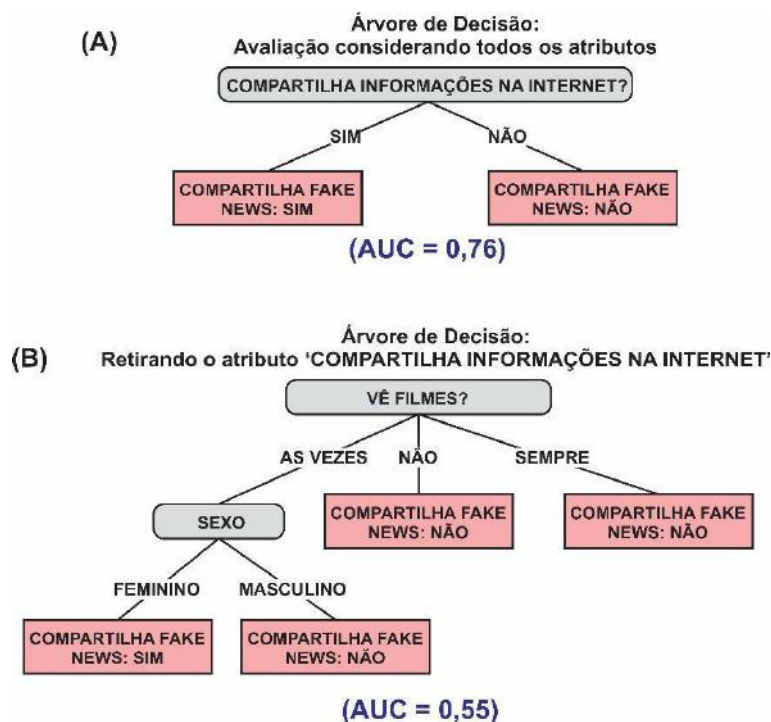 (A)
Árvore de Decisão:
Avaliação considerando todos os atributos
COMPARTILHA INFORMAÇÕES NA INTERNET?
SIM
NÃO
COMPARTILHA FAKE
NEWS: SIM
COMPARTILHA FAKE
NEWS: NÃO
(AUC = 0,76)
(B)
Árvore de Decisão:
Retirando o atributo 'COMPARTILHA INFORMAÇÕES NA INTERNET'
VÊ FILMES?
AS VEZES
NÃO
SEMPRE
SEXO
COMPARTILHA FAKE
NEWS: NÃO
COMPARTILHA FAKE
NEWS: NÃO
FEMININO
MASCULINO
COMPARTILHA FAKE
NEWS: SIM
COMPARTILHA FAKE
NEWS: NÃO
(AUC = 0,55)